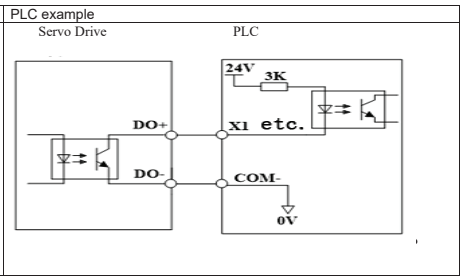 PLC example
Servo Drive PLC
24V
3K
DO+
X1 etc.
DO-
COM-
0V